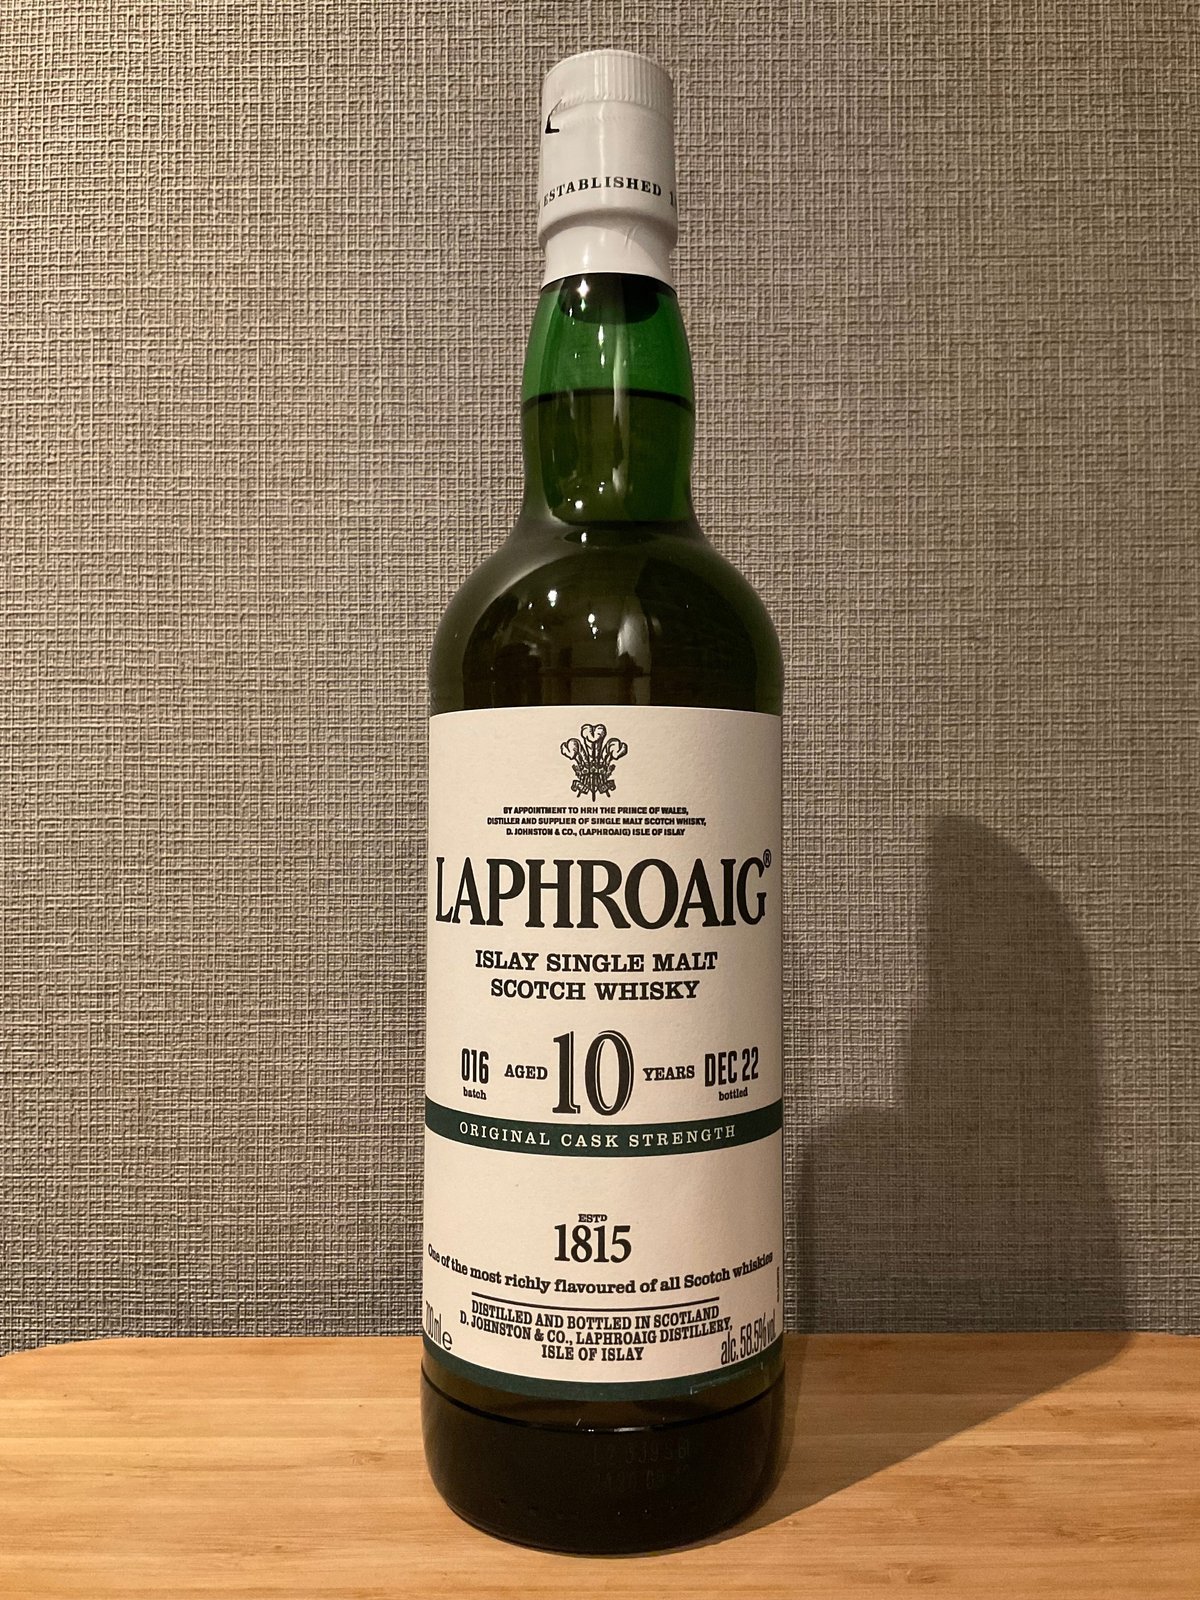 ESTABLISHED
BY APPOINTMENT TO HRH THE PRINCE OF WALES,
DISTILLER AND SUPPLIER OF SINGLE MALT SCOTCH WHISKY,
D. JOHNSTON & CO., (LAPHROAIG) ISLE OF ISLAY
LAPHROAIG®
ISLAY SINGLE MALT
SCOTCH WHISKY
016 AGED 10 YEARS DEC 22
batch bottled
ORIGINAL CASK STRENGTH
ESTD
1815
One of the most richly flavoured of all Scotch whiskies
DISTILLED AND BOTTLED IN SCOTLAND
D. JOHNSTON & CO., LAPHROAIG DISTILLERY,
ISLE OF ISLAY
700ml e
alc. 58.5% vol